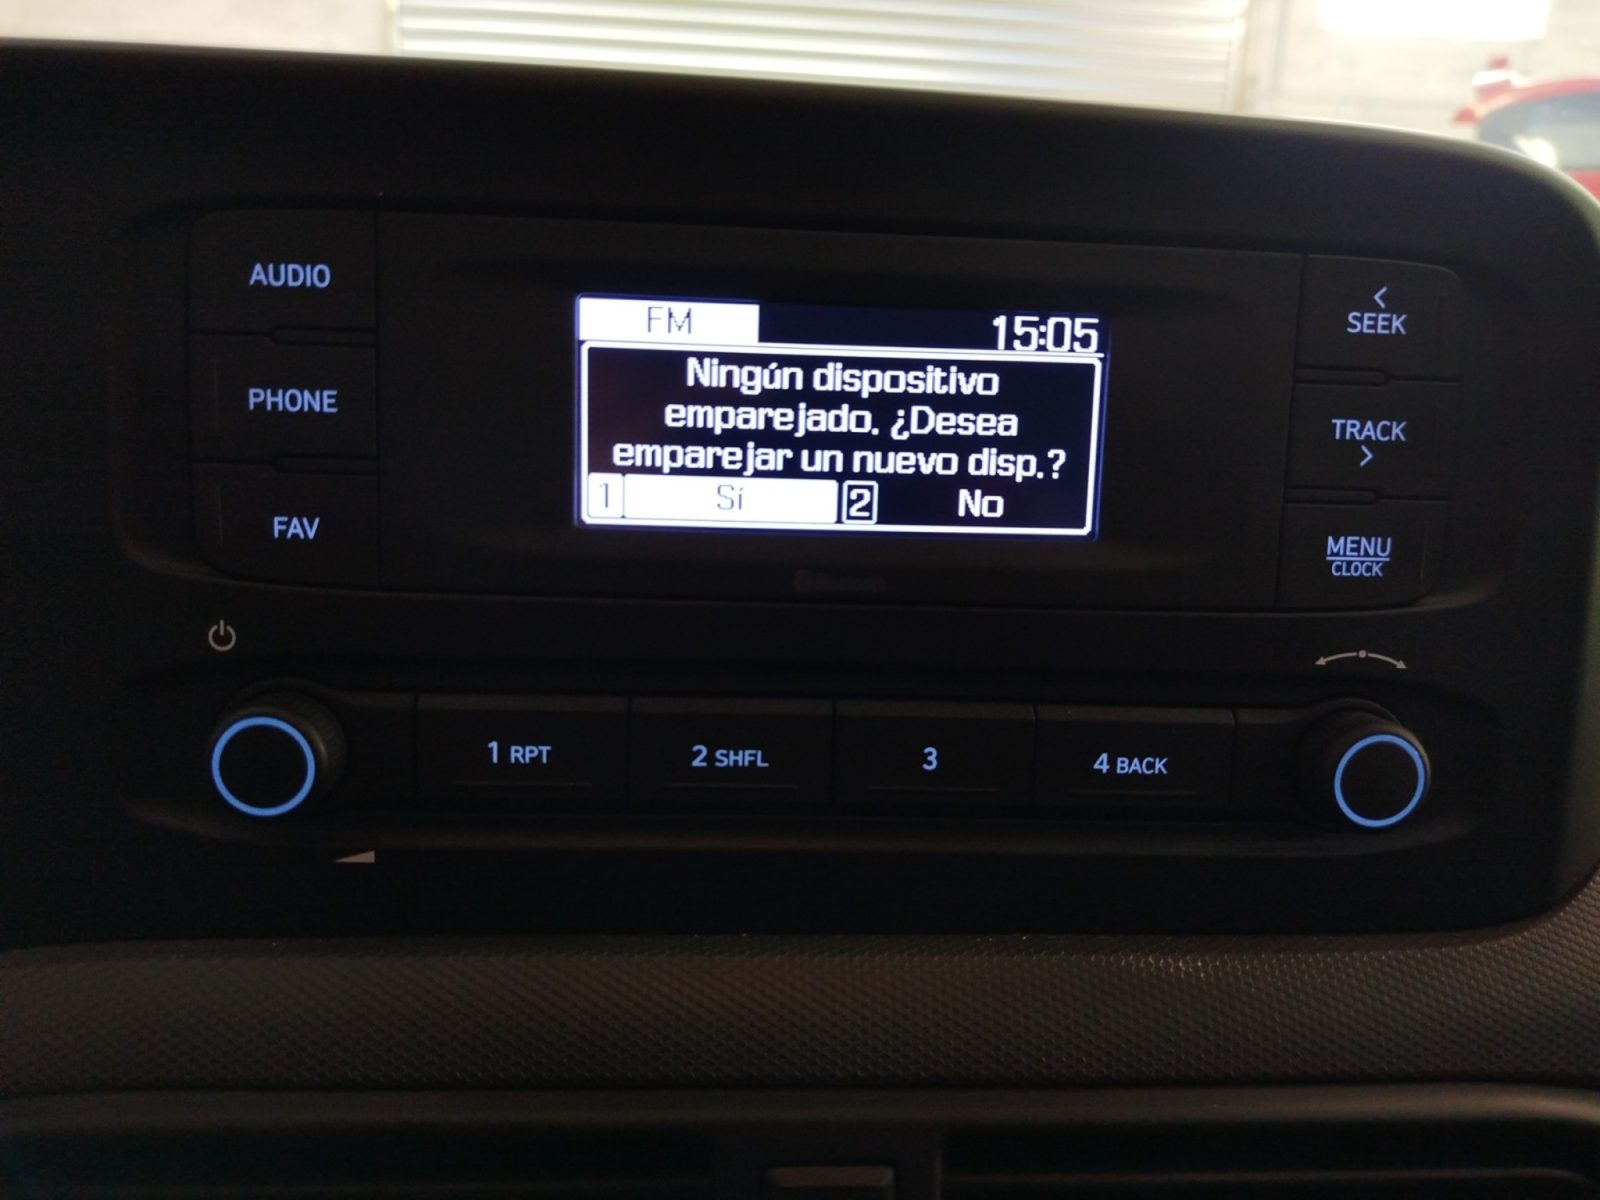 AUDIO
PHONE
FAV
FM
15:05
Ningún dispositivo
emparejado. ¿Desea
emparejar un nuevo disp.?
1 Sí 2 No
Bluetooth
<
SEEK
TRACK
>
MENU
CLOCK
1 RPT
2 SHFL
3
4 BACK